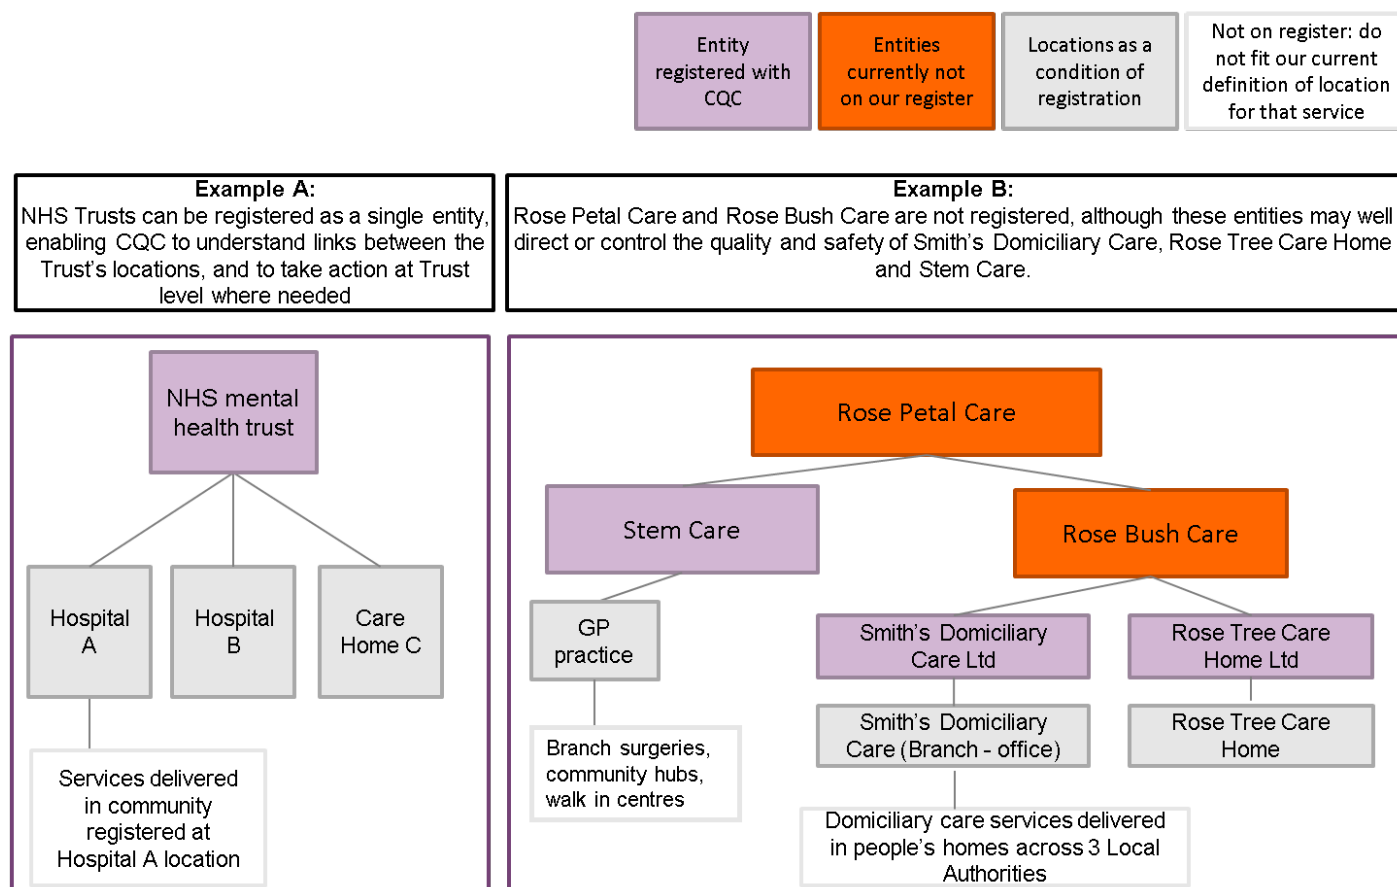 Entity
registered with
CQC
Entities
currently not
on our register
Locations as a
condition of
registration
Not on register: do
not fit our current
definition of location
for that service
Example A:
NHS Trusts can be registered as a single entity,
enabling CQC to understand links between the
Trust's locations, and to take action at Trust
level where needed
Example B:
Rose Petal Care and Rose Bush Care are not registered, although these entities may well
direct or control the quality and safety of Smith's Domiciliary Care, Rose Tree Care Home
and Stem Care.
NHS mental
health trust
Hospital
A
Hospital
B
Care
Home C
Services delivered
in community
registered at
Hospital A location
Rose Petal Care
Stem Care
Rose Bush Care
GP
practice
Smith's Domiciliary
Care Ltd
Rose Tree Care
Home Ltd
Branch surgeries,
community hubs,
walk in centres
Smith's Domiciliary
Care (Branch - office)
Rose Tree Care
Home
Domiciliary care services delivered
in people's homes across 3 Local
Authorities